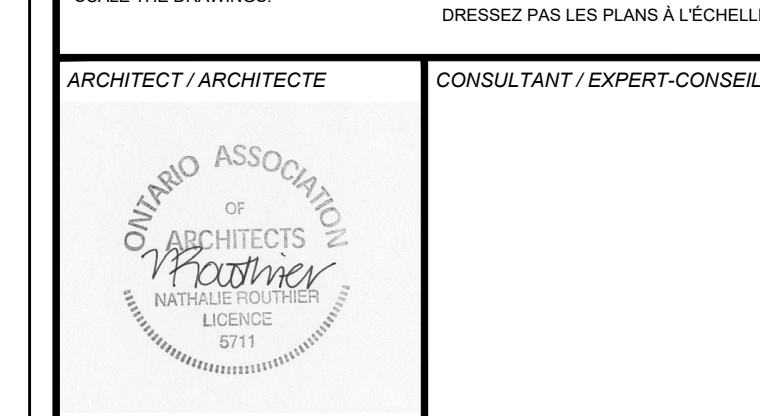 SCALE THE DRAWINGS.
DRESSEZ PAS LES PLANS À L'ÉCHELLE
ARCHITECT / ARCHITECTE
CONSULTANT / EXPERT-CONSEIL
ONTARIO ASSOCIATION
OF
ARCHITECTS
NRouthier
NATHALIE ROUTHIER
LICENCE
5711